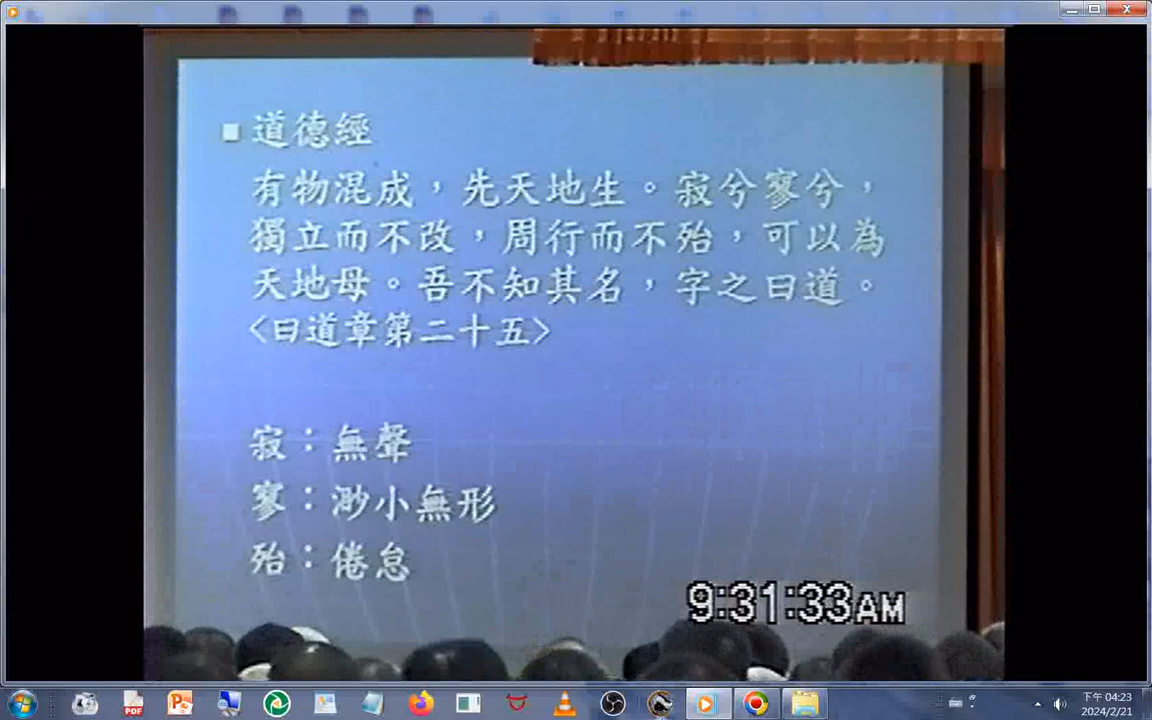 道德經
有物混成，先天地生。寂兮寥兮，
獨立而不改，周行而不殆，可以為
天地母。吾不知其名，字之曰道。
<曰道章第二十五>
寂：無聲
寥：渺小無形
殆：倦怠
9:31:33AM
PDF
下午 04:23
2024/2/21